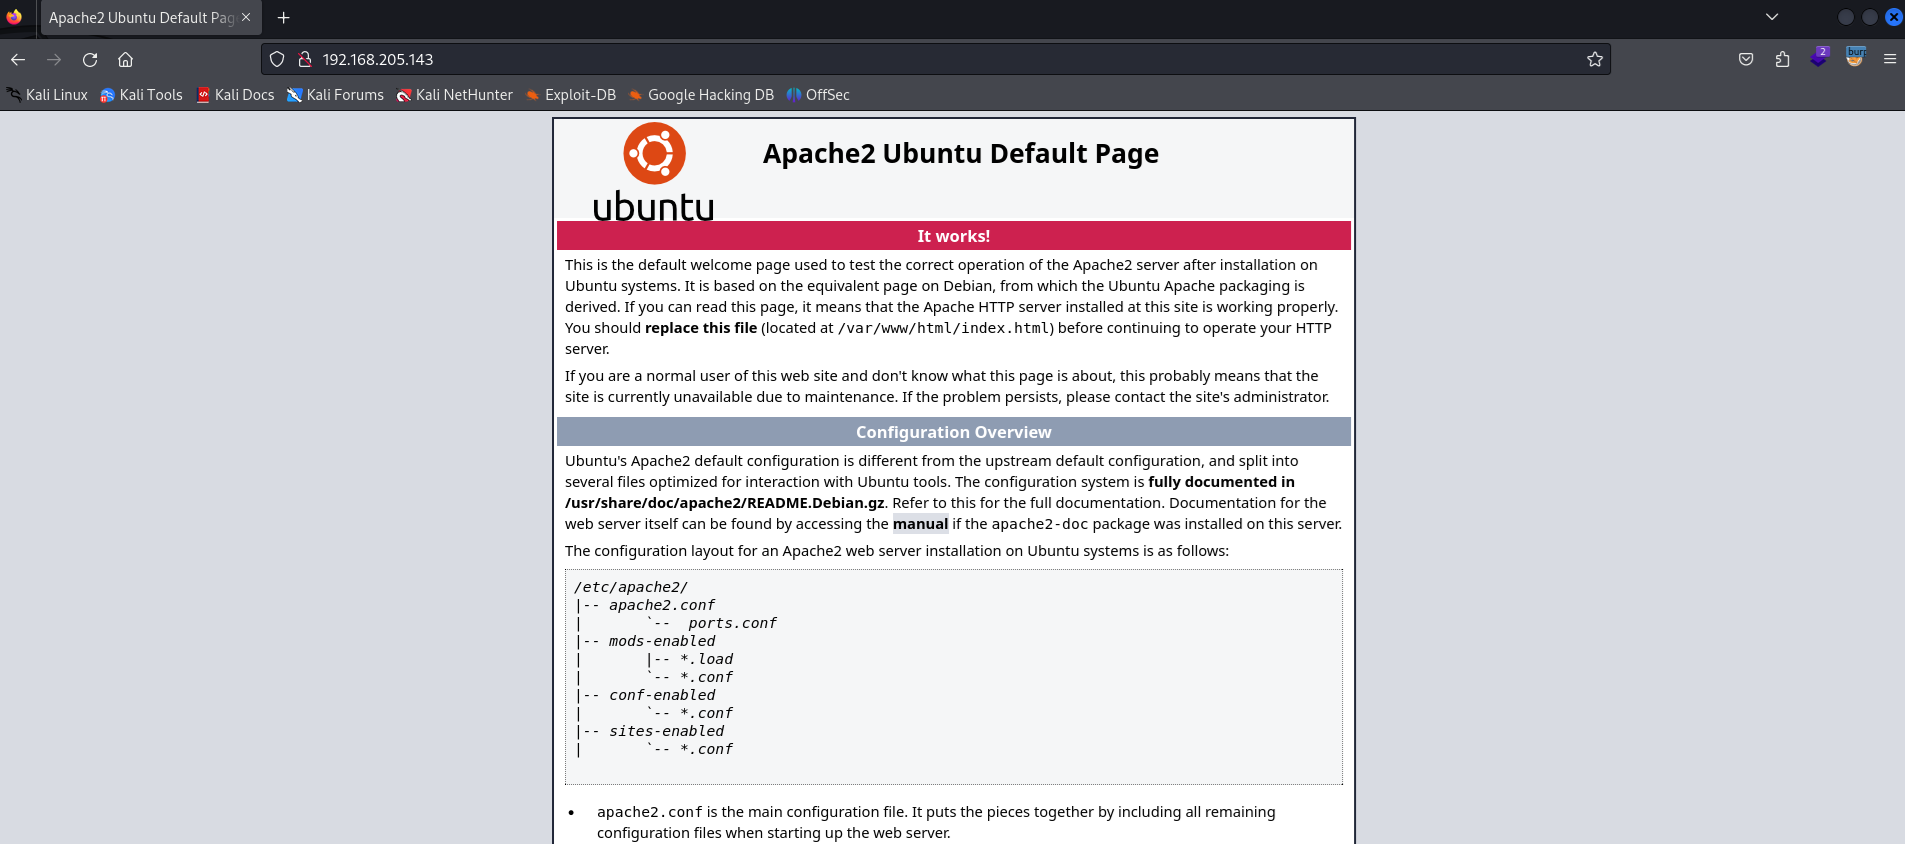 Apache2 Ubuntu Default Pag
192.168.205.143
2
burp
Kali Linux
Kali Tools
Kali Docs
Kali Forums
Kali NetHunter
Exploit-DB
Google Hacking DB
OffSec
ubuntu
Apache2 Ubuntu Default Page
It works!
This is the default welcome page used to test the correct operation of the Apache2 server after installation on
Ubuntu systems. It is based on the equivalent page on Debian, from which the Ubuntu Apache packaging is
derived. If you can read this page, it means that the Apache HTTP server installed at this site is working properly.
You should replace this file (located at /var/www/html/index.html) before continuing to operate your HTTP
server.
If you are a normal user of this web site and don't know what this page is about, this probably means that the
site is currently unavailable due to maintenance. If the problem persists, please contact the site's administrator.
Configuration Overview
Ubuntu's Apache2 default configuration is different from the upstream default configuration, and split into
several files optimized for interaction with Ubuntu tools. The configuration system is fully documented in
/usr/share/doc/apache2/README.Debian.gz. Refer to this for the full documentation. Documentation for the
web server itself can be found by accessing the manual if the apache2-doc package was installed on this server.
The configuration layout for an Apache2 web server installation on Ubuntu systems is as follows:
/etc/apache2/
|-- apache2.conf
|       `--  ports.conf
|-- mods-enabled
|       |-- *.load
|       `-- *.conf
|-- conf-enabled
|       `-- *.conf
|-- sites-enabled
|       `-- *.conf
• apache2.conf is the main configuration file. It puts the pieces together by including all remaining
configuration files when starting up the web server.